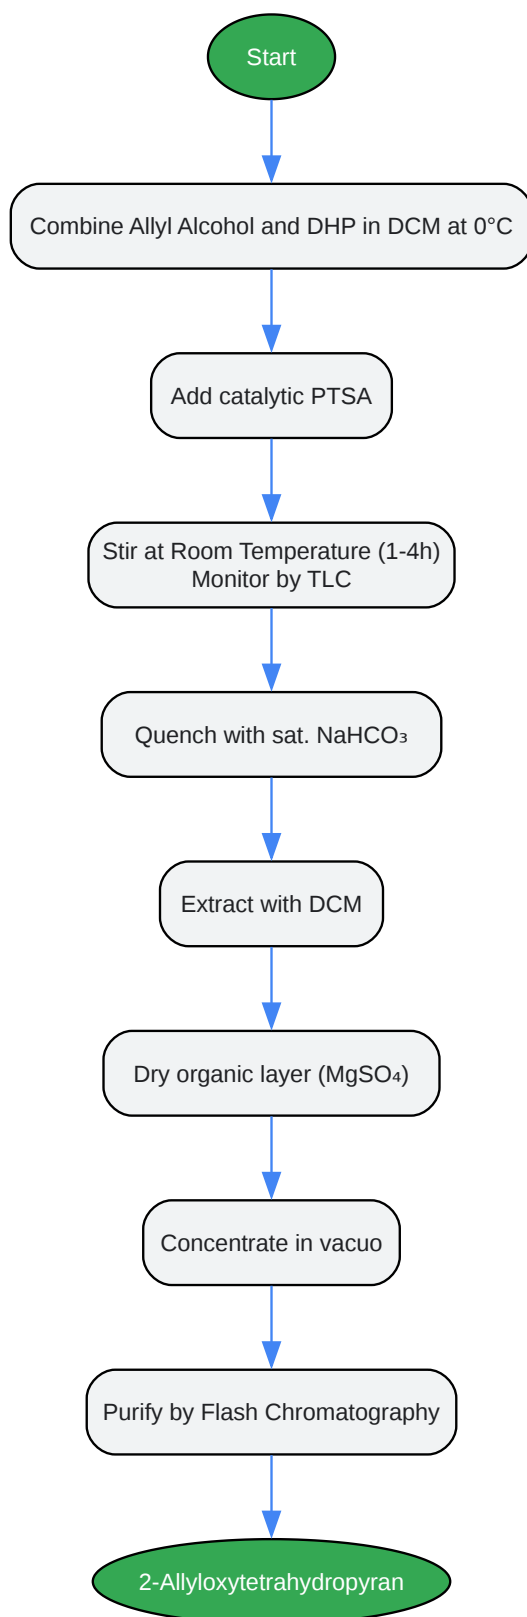 Start
Combine Allyl Alcohol and DHP in DCM at 0°C
Add catalytic PTSA
Stir at Room Temperature (1-4h)
Monitor by TLC
Quench with sat. NaHCO₃
Extract with DCM
Dry organic layer (MgSO₄)
Concentrate in vacuo
Purify by Flash Chromatography
2-Allyloxytetrahydropyran